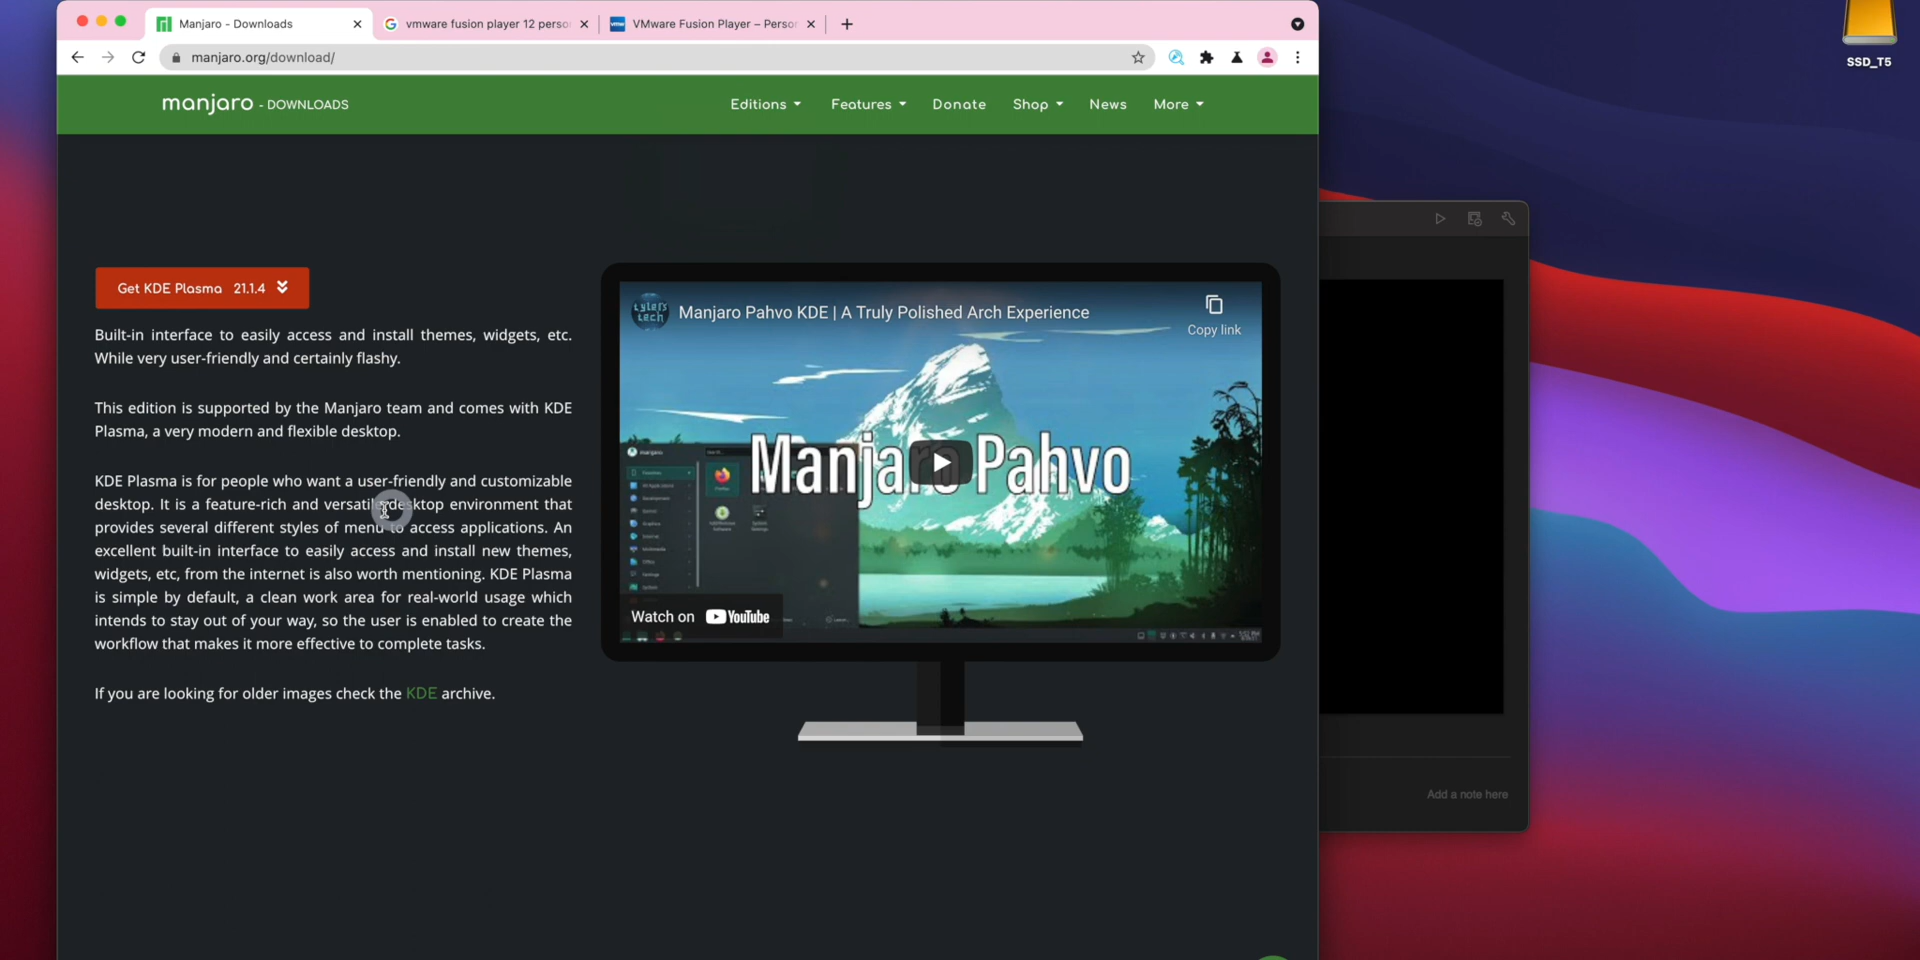 Manjaro - Downloads
vmware fusion player 12 perso
VMware Fusion Player – Person
SSD_T5
manjaro.org/download/
manjaro - DOWNLOADS
Editions
Features
Donate
Shop
News
More
Get KDE Plasma 21.1.4
Built-in interface to easily access and install themes, widgets, etc.
While very user-friendly and certainly flashy.
This edition is supported by the Manjaro team and comes with KDE
Plasma, a very modern and flexible desktop.
KDE Plasma is for people who want a user-friendly and customizable
desktop. It is a feature-rich and versatile desktop environment that
provides several different styles of menu to access applications. An
excellent built-in interface to easily access and install new themes,
widgets, etc, from the internet is also worth mentioning. KDE Plasma
is simple by default, a clean work area for real-world usage which
intends to stay out of your way, so the user is enabled to create the
workflow that makes it more effective to complete tasks.
If you are looking for older images check the KDE archive.
tyler's
tech
Manjaro Pahvo KDE | A Truly Polished Arch Experience
Copy link
Manjaro Pahvo
Watch on YouTube
Add a note here